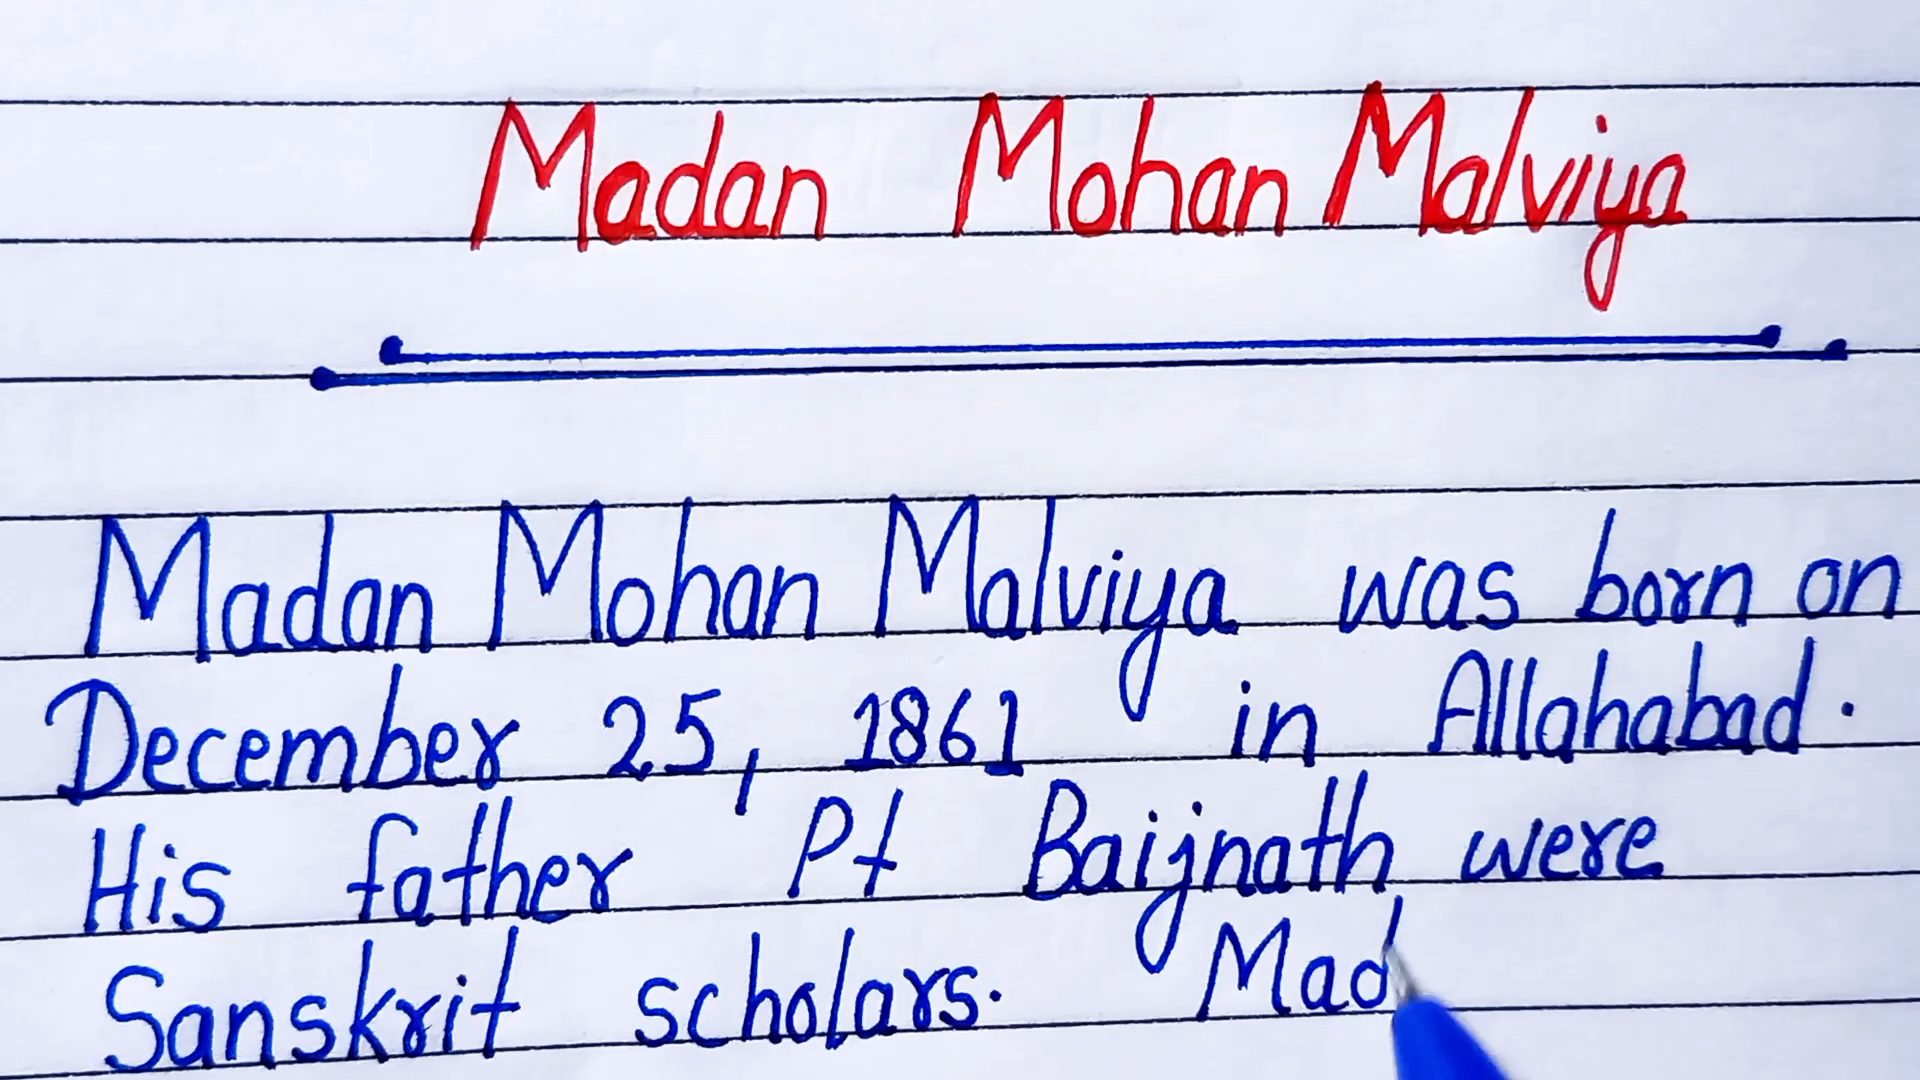 Madan Mohan Malviya
Madan Mohan Malviya was born on
December 25, 1861 in Allahabad.
His father Pt Baijnath were
Sanskrit scholars. Mad